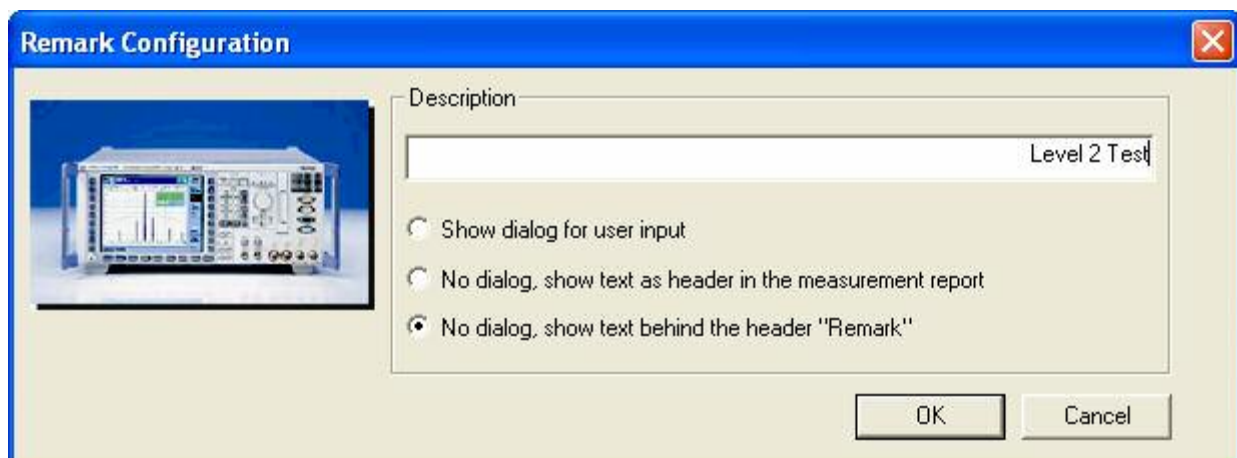 Remark Configuration
Description
Level 2 Test
Show dialog for user input
No dialog, show text as header in the measurement report
No dialog, show text behind the header "Remark"
OK
Cancel